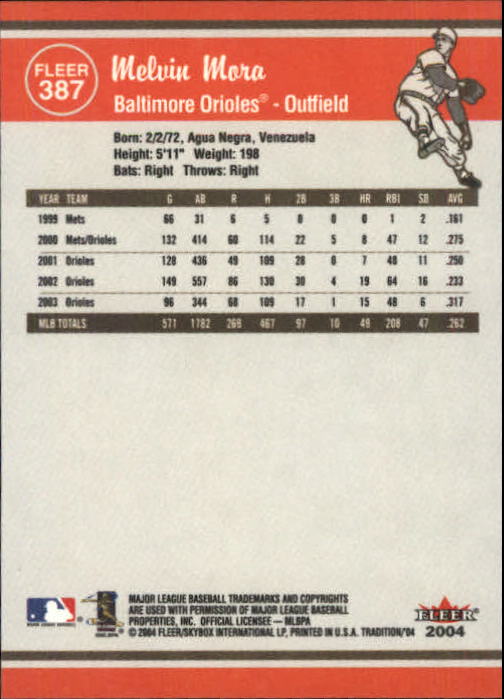 FLEER
387
Melvin Mora
Baltimore Orioles® - Outfield
Born: 2/2/72, Agua Negra, Venezuela
Height: 5'11" Weight: 198
Bats: Right Throws: Right
YEAR TEAM G AB R H 2B 3B HR RBI SB AVG
1999 Mets 66 31 6 5 0 0 0 1 2 .161
2000 Mets/Orioles 132 414 60 114 22 5 8 47 12 .275
2001 Orioles 128 436 49 109 28 0 7 48 11 .250
2002 Orioles 149 557 86 130 30 4 19 64 16 .233
2003 Orioles 96 344 68 109 17 1 15 48 6 .317
MLB TOTALS 571 1782 269 467 97 10 49 208 47 .262
MAJOR LEAGUE BASEBALL TRADEMARKS AND COPYRIGHTS
ARE USED WITH PERMISSION OF MAJOR LEAGUE BASEBALL
PROPERTIES, INC. OFFICIAL LICENSEE — MLBPA
© 2004 FLEER/SKYBOX INTERNATIONAL LP, PRINTED IN U.S.A. TRADITION/'04
FLEER
2004